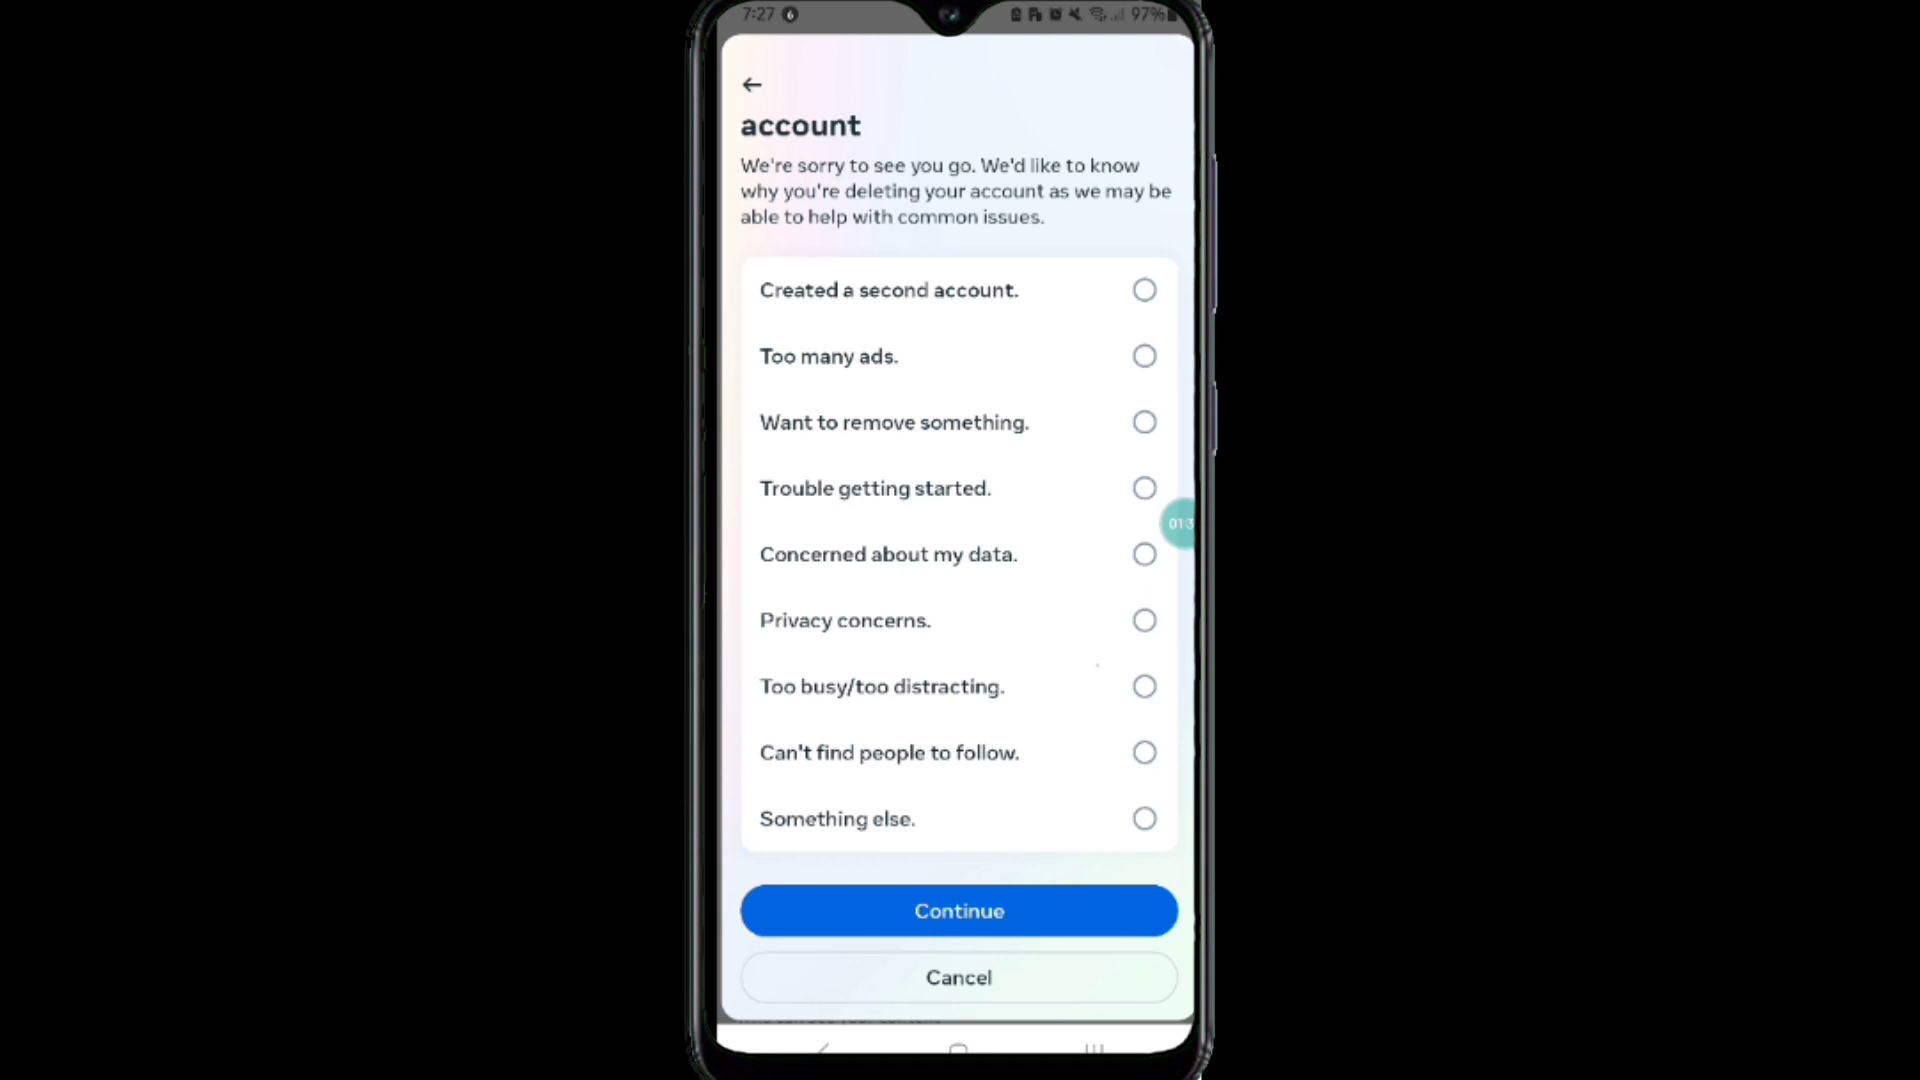 7:27
97%
account
We're sorry to see you go. We'd like to know
why you're deleting your account as we may be
able to help with common issues.
Created a second account.
Too many ads.
Want to remove something.
Trouble getting started.
01:3
Concerned about my data.
Privacy concerns.
Too busy/too distracting.
Can't find people to follow.
Something else.
Continue
Cancel